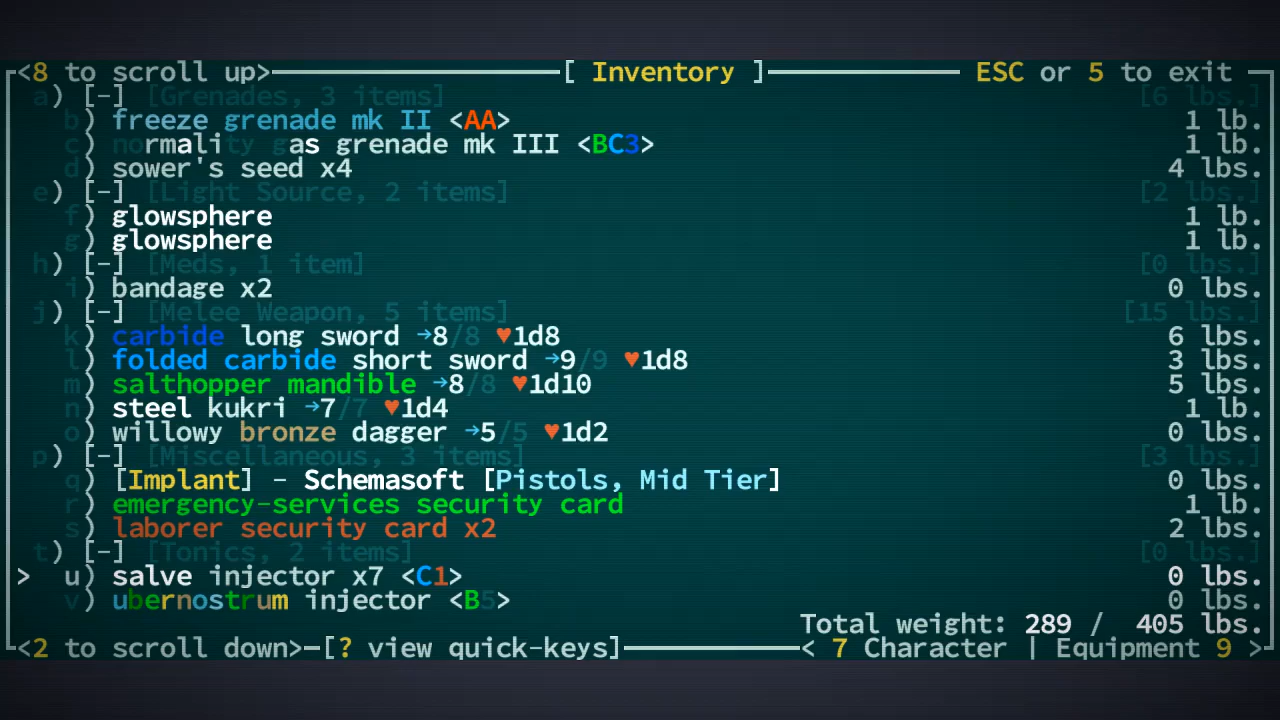 <8 to scroll up> [ Inventory ] ESC or 5 to exit
a) [-] [Grenades, 3 items] [6 lbs.]
b) freeze grenade mk II <AA> 1 lb.
c) normality gas grenade mk III <BC3> 1 lb.
d) sower's seed x4 4 lbs.
e) [-] [Light Source, 2 items] [2 lbs.]
f) glowsphere 1 lb.
g) glowsphere 1 lb.
h) [-] [Meds, 1 item] [0 lbs.]
i) bandage x2 0 lbs.
j) [-] [Melee Weapon, 5 items] [15 lbs.]
k) carbide long sword →8/8 ♥1d8 6 lbs.
l) folded carbide short sword →9/9 ♥1d8 3 lbs.
m) salthopper mandible →8/8 ♥1d10 5 lbs.
n) steel kukri →7/7 ♥1d4 1 lb.
o) willowy bronze dagger →5/5 ♥1d2 0 lbs.
p) [-] [Miscellaneous, 3 items] [3 lbs.]
q) [Implant] - Schemasoft [Pistols, Mid Tier] 0 lbs.
r) emergency-services security card 1 lb.
s) laborer security card x2 2 lbs.
t) [-] [Tonics, 2 items] [0 lbs.]
> u) salve injector x7 <C1> 0 lbs.
v) ubernostrum injector <B5> 0 lbs.
Total weight: 289 / 405 lbs.
<2 to scroll down> [? view quick-keys] < 7 Character | Equipment 9 >